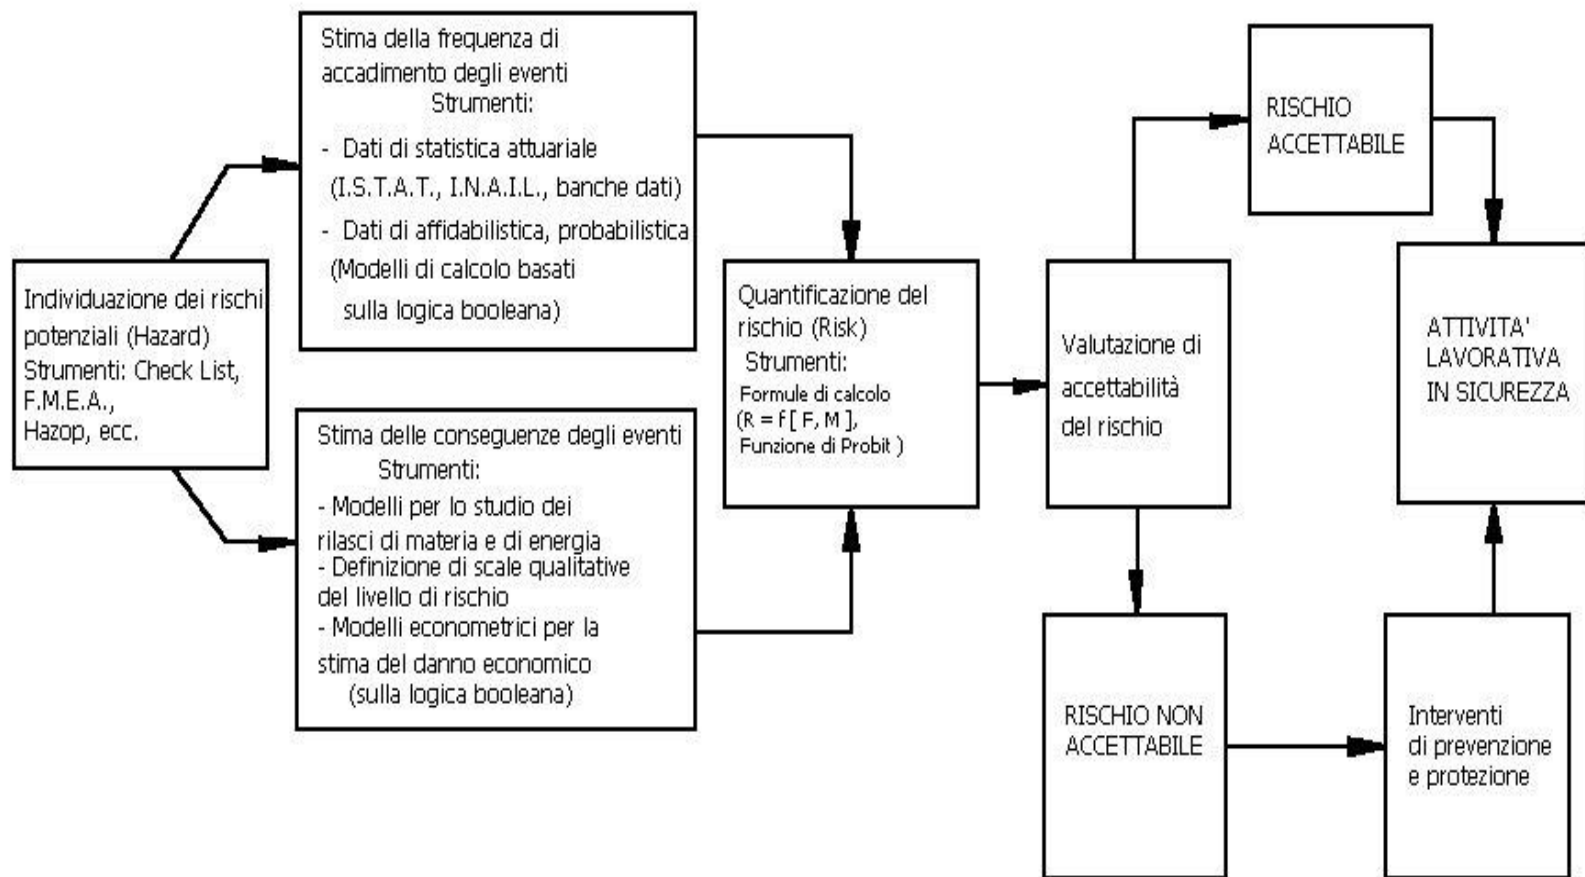 Individuazione dei rischi
potenziali (Hazard)
Strumenti: Check List,
F.M.E.A.,
Hazop, ecc.
Stima della frequenza di
accadimento degli eventi
Strumenti:
- Dati di statistica attuariale
(I.S.T.A.T., I.N.A.I.L., banche dati)
- Dati di affidabilistica, probabilistica
(Modelli di calcolo basati
sulla logica booleana)
Stima delle conseguenze degli eventi
Strumenti:
- Modelli per lo studio dei
rilasci di materia e di energia
- Definizione di scale qualitative
del livello di rischio
- Modelli econometrici per la
stima del danno economico
(sulla logica booleana)
Quantificazione del
rischio (Risk)
Strumenti:
Formule di calcolo
(R = f [ F, M ],
Funzione di Probit )
Valutazione di
accettabilità
del rischio
RISCHIO
ACCETTABILE
RISCHIO NON
ACCETTABILE
Interventi
di prevenzione
e protezione
ATTIVITA'
LAVORATIVA
IN SICUREZZA